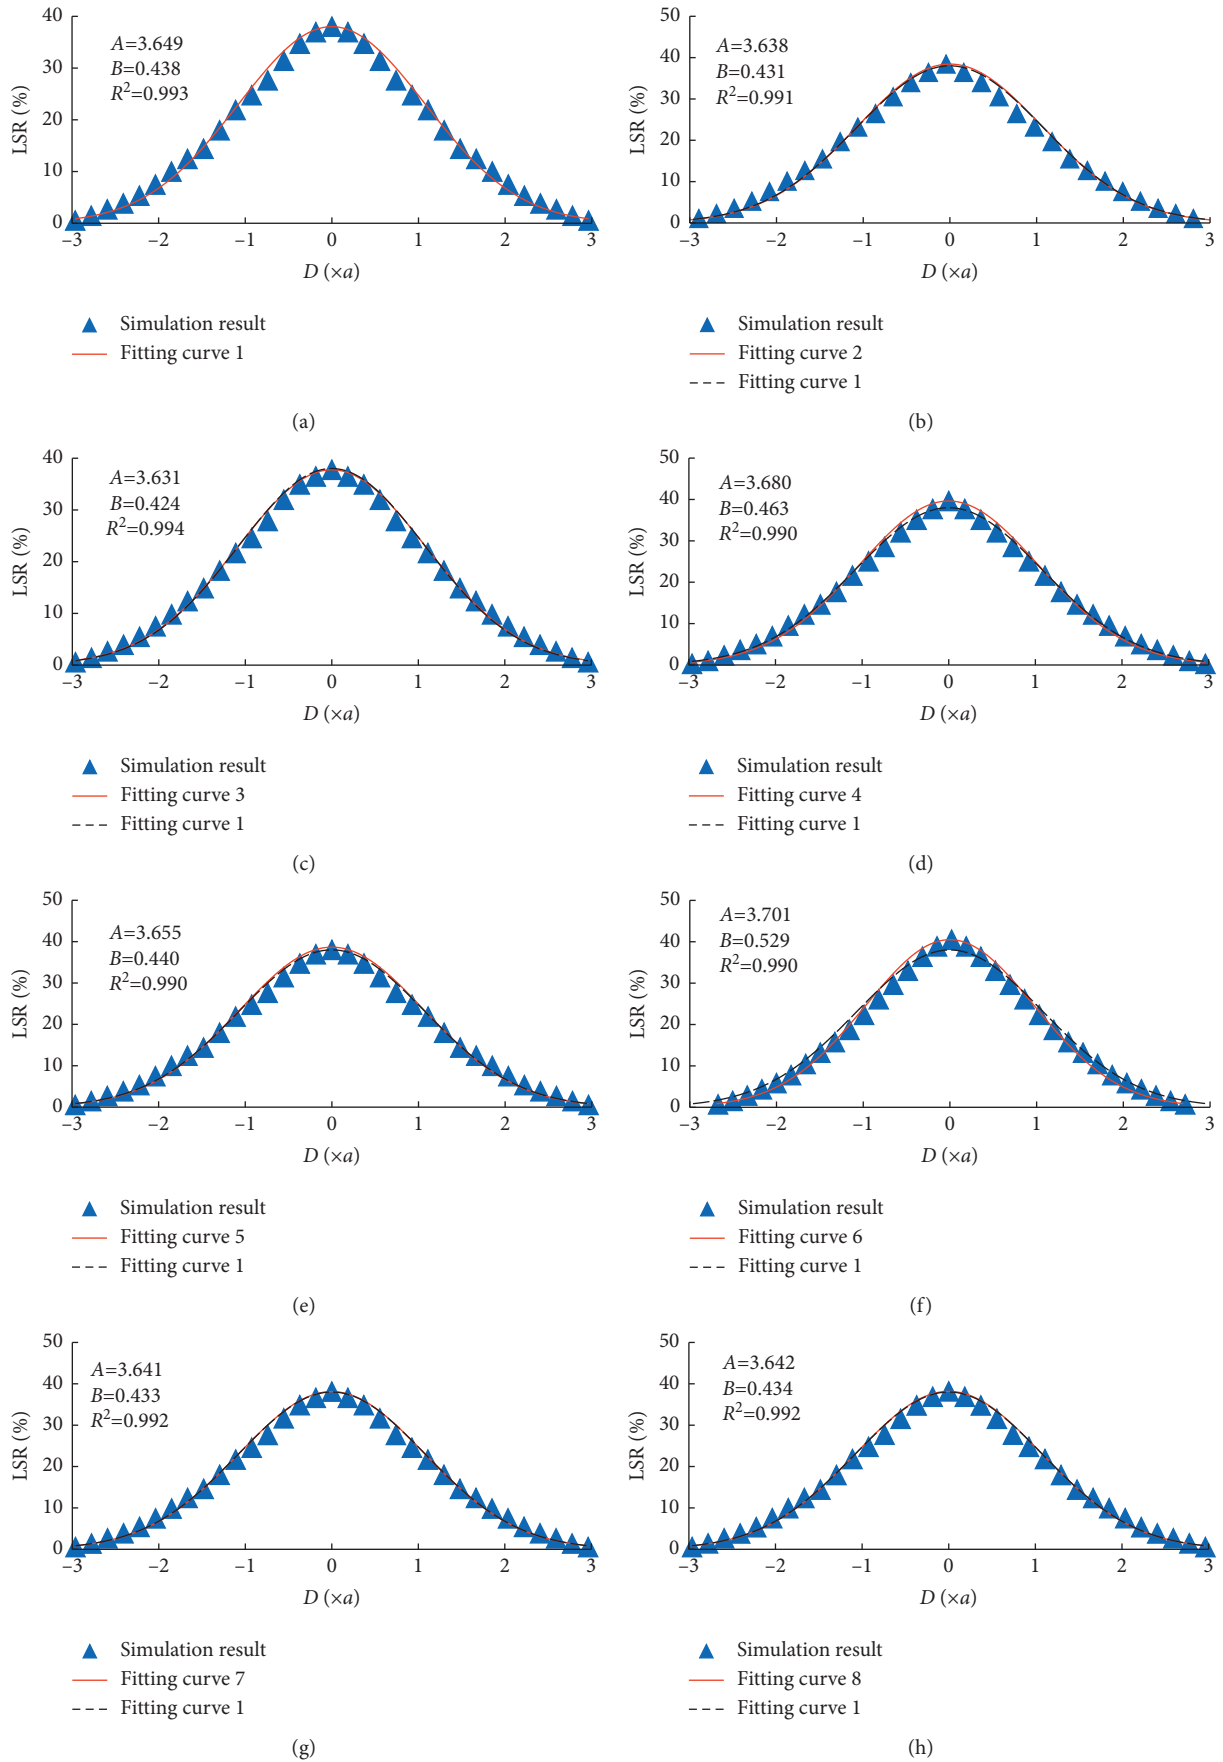 40
30
20
10
0
LSR (%)
A=3.649
B=0.438
R²=0.993
−3 −2 −1 0 1 2 3
D (×a)
Simulation result
Fitting curve 1
(a)
50
40
30
20
10
0
LSR (%)
A=3.638
B=0.431
R²=0.991
−3 −2 −1 0 1 2 3
D (×a)
Simulation result
Fitting curve 2
Fitting curve 1
(b)
40
30
20
10
0
LSR (%)
A=3.631
B=0.424
R²=0.994
−3 −2 −1 0 1 2 3
D (×a)
Simulation result
Fitting curve 3
Fitting curve 1
(c)
50
40
30
20
10
0
LSR (%)
A=3.680
B=0.463
R²=0.990
−3 −2 −1 0 1 2 3
D (×a)
Simulation result
Fitting curve 4
Fitting curve 1
(d)
50
40
30
20
10
0
LSR (%)
A=3.655
B=0.440
R²=0.990
−3 −2 −1 0 1 2 3
D (×a)
Simulation result
Fitting curve 5
Fitting curve 1
(e)
50
40
30
20
10
0
LSR (%)
A=3.701
B=0.529
R²=0.990
−3 −2 −1 0 1 2 3
D (×a)
Simulation result
Fitting curve 6
Fitting curve 1
(f)
50
40
30
20
10
0
LSR (%)
A=3.641
B=0.433
R²=0.992
−3 −2 −1 0 1 2 3
D (×a)
Simulation result
Fitting curve 7
Fitting curve 1
(g)
50
40
30
20
10
0
LSR (%)
A=3.642
B=0.434
R²=0.992
−3 −2 −1 0 1 2 3
D (×a)
Simulation result
Fitting curve 8
Fitting curve 1
(h)